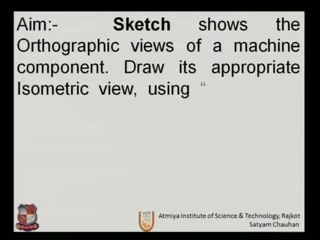 Aim:- Sketch shows the
Orthographic views of a machine
component. Draw its appropriate
Isometric view, using “
Atmiya Institute of Science & Technology, Rajkot
Satyam Chauhan